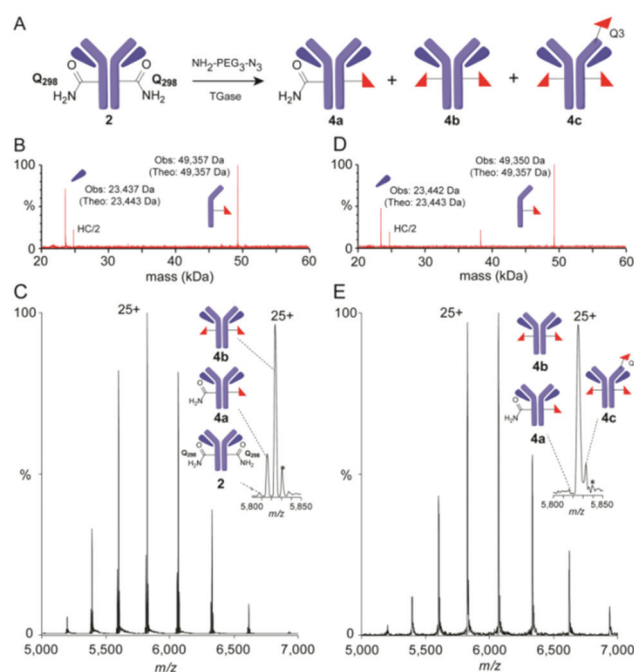 A
Q298
O
H2N
O
NH2
Q298
2
NH2-PEG3-N3
TGase
O
H2N
4a
+
4b
+
Q3
4c
B
Obs: 49,357 Da
(Theo: 49,357 Da)
Obs: 23.437 Da
(Theo: 23,443 Da)
HC/2
%
20 30 40 50 60
mass (kDa)
D
Obs: 49,350 Da
(Theo: 49,357 Da)
Obs: 23,442 Da
(Theo: 23,443 Da)
HC/2
%
20 30 40 50 60
mass (kDa)
C
100
25+
25+
4b
O
H2N
4a
Q298
O
H2N
O
NH2
Q298
2
*
5,800 5,850
m/z
%
0
5,000 5,500 6,000 6,500 7,000
m/z
E
100
25+
25+
4b
Q
4c
O
H2N
4a
*
5,800 5,850
m/z
%
0
5,000 5,500 6,000 6,500 7,000
m/z